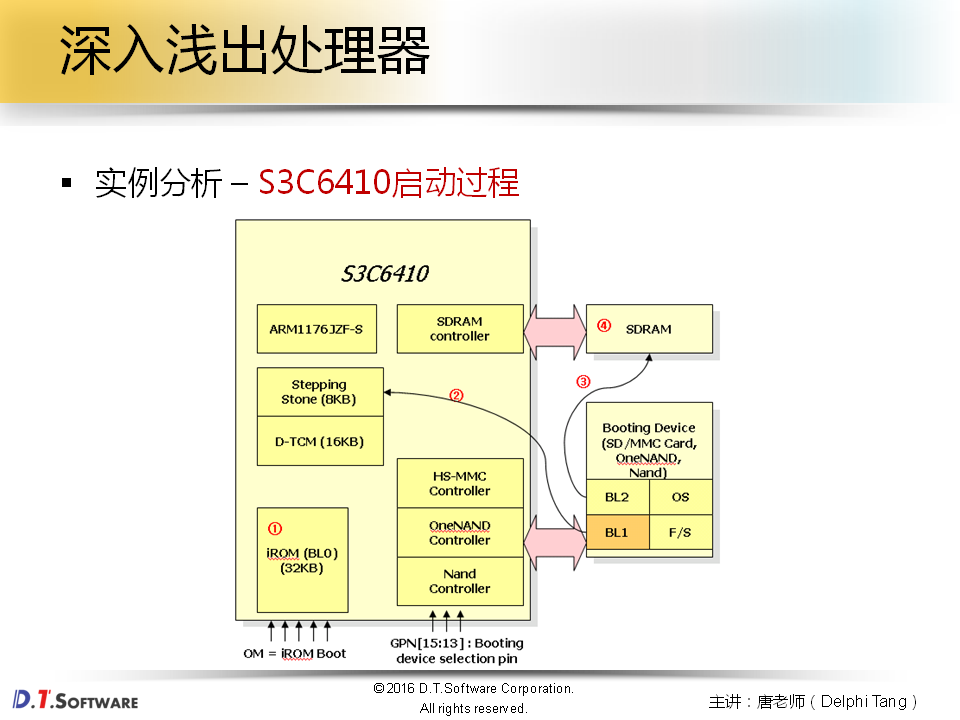 深入浅出处理器
▪ 实例分析 – S3C6410启动过程
S3C6410
ARM1176JZF-S
SDRAM
controller
④ SDRAM
Stepping
Stone (8KB)
②
③
D-TCM (16KB)
Booting Device
(SD/MMC Card,
OneNAND,
Nand)
HS-MMC
Controller
BL2
OS
①
iROM (BL0)
(32KB)
OneNAND
Controller
BL1
F/S
Nand
Controller
OM = iROM Boot
GPN[15:13] : Booting
device selection pin
D.T.SOFTWARE
©2016 D.T.Software Corporation.
All rights reserved.
主讲：唐老师（Delphi Tang）